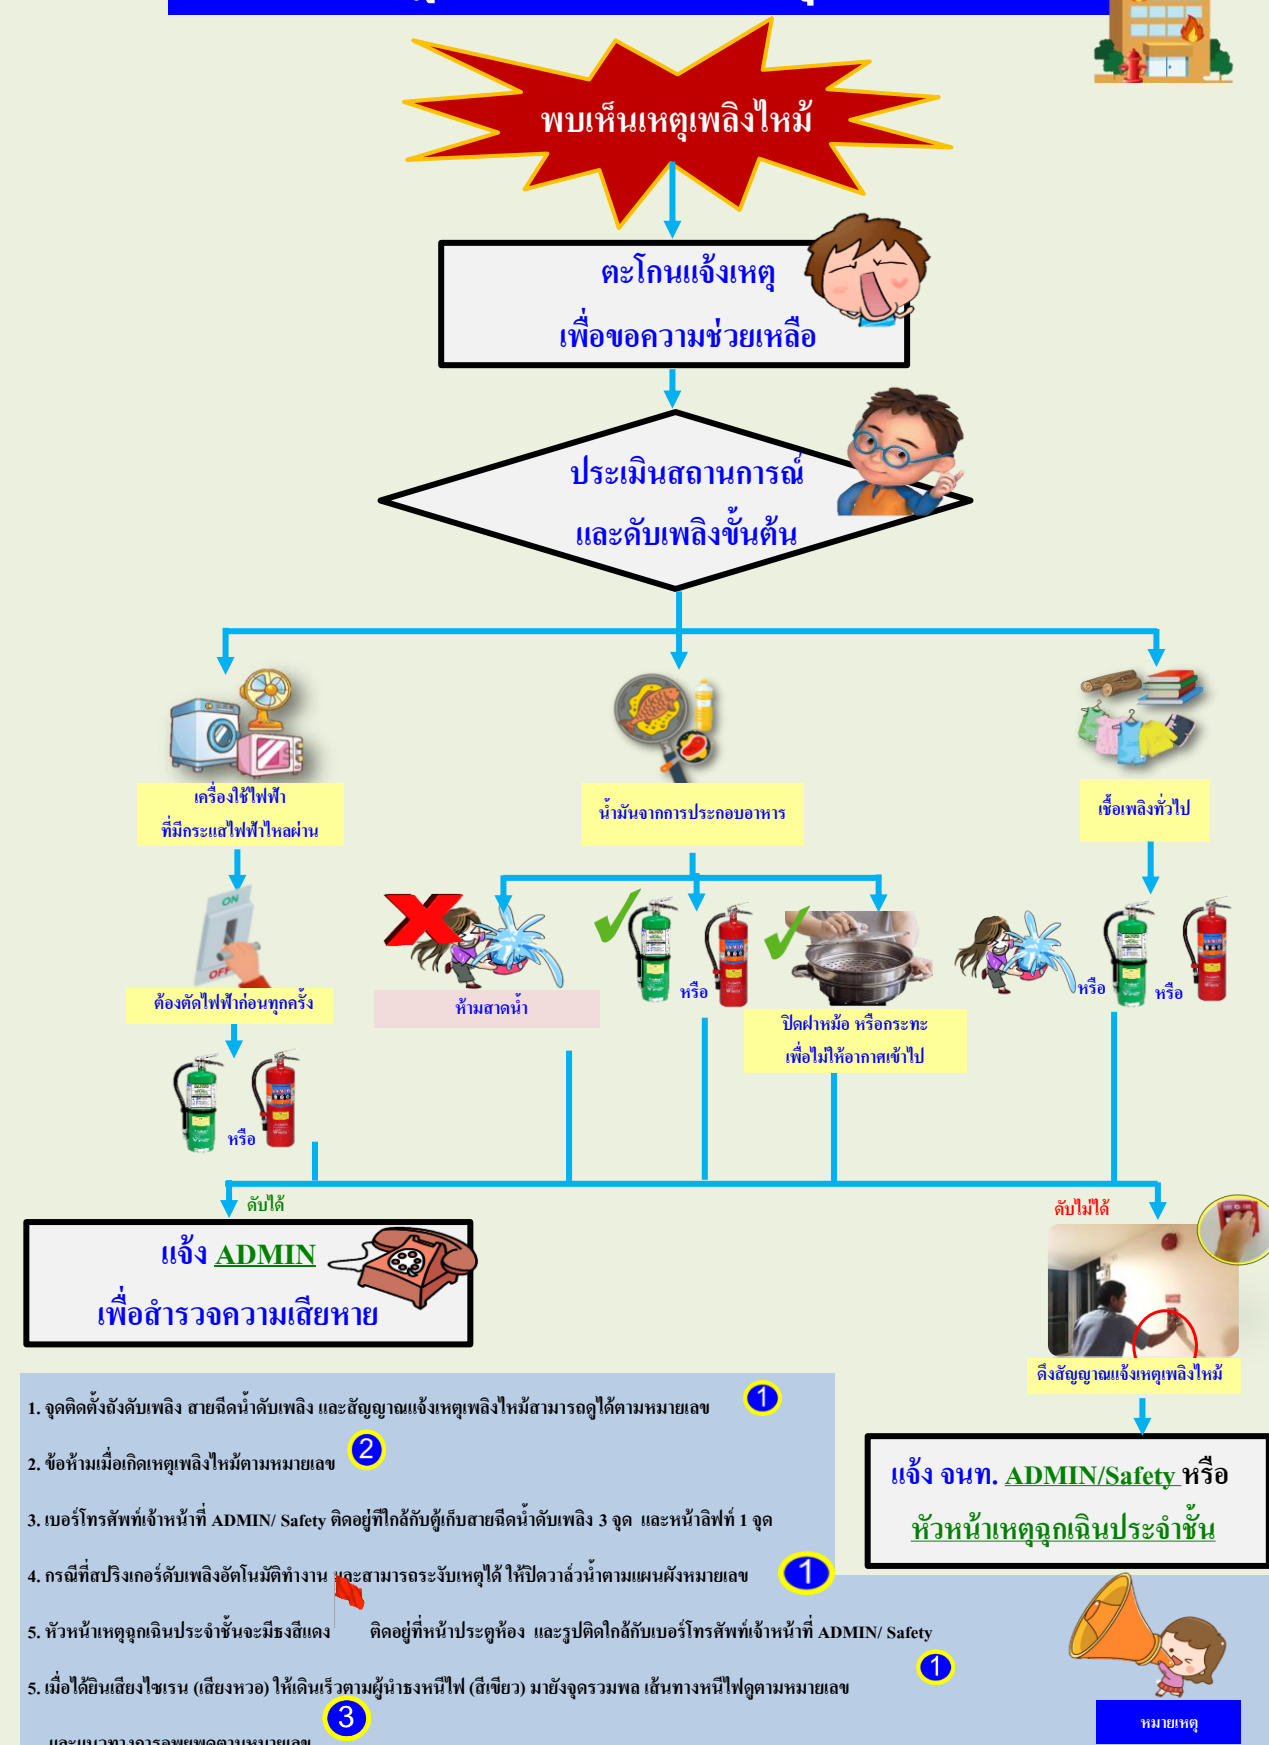 พบเห็นเหตุเพลิงไหม้
ตะโกนแจ้งเหตุ
เพื่อขอความช่วยเหลือ
ประเมินสถานการณ์
และดับเพลิงขั้นต้น
เครื่องใช้ไฟฟ้า
ที่มีกระแสไฟฟ้าไหลผ่าน
น้ำมันจากการประกอบอาหาร
เชื้อเพลิงทั่วไป
ON
OFF
ต้องตัดไฟฟ้าก่อนทุกครั้ง
ห้ามสาดน้ำ
หรือ
ปิดฝาหม้อ หรือกระทะ
เพื่อไม่ให้อากาศเข้าไป
หรือ
หรือ
หรือ
ดับได้
ดับไม่ได้
แจ้ง ADMIN
เพื่อสำรวจความเสียหาย
ดึงสัญญาณแจ้งเหตุเพลิงไหม้
แจ้ง จนท. ADMIN/Safety หรือ
หัวหน้าเหตุฉุกเฉินประจำชั้น
1. จุดติดตั้งถังดับเพลิง สายฉีดน้ำดับเพลิง และสัญญาณแจ้งเหตุเพลิงไหม้สามารถดูได้ตามหมายเลข 1
2. ข้อห้ามเมื่อเกิดเหตุเพลิงไหม้ตามหมายเลข 2
3. เบอร์โทรศัพท์เจ้าหน้าที่ ADMIN/ Safety ติดอยู่ที่ใกล้กับตู้เก็บสายฉีดน้ำดับเพลิง 3 จุด และหน้าลิฟท์ 1 จุด
4. กรณีที่สปริงเกอร์ดับเพลิงอัตโนมัติทำงาน และสามารถระงับเหตุได้ ให้ปิดวาล์วน้ำตามแผนผังหมายเลข 1
5. หัวหน้าเหตุฉุกเฉินประจำชั้นจะมีธงสีแดง ติดอยู่ที่หน้าประตูห้อง และรูปติดใกล้กับเบอร์โทรศัพท์เจ้าหน้าที่ ADMIN/ Safety
5. เมื่อได้ยินเสียงไซเรน (เสียงหวอ) ให้เดินเร็วตามผู้นำธงหนีไฟ (สีเขียว) มายังจุดรวมพล เส้นทางหนีไฟดูตามหมายเลข 1
และแนวทางการอพยพดูตามหมายเลข 3
หมายเหตุ